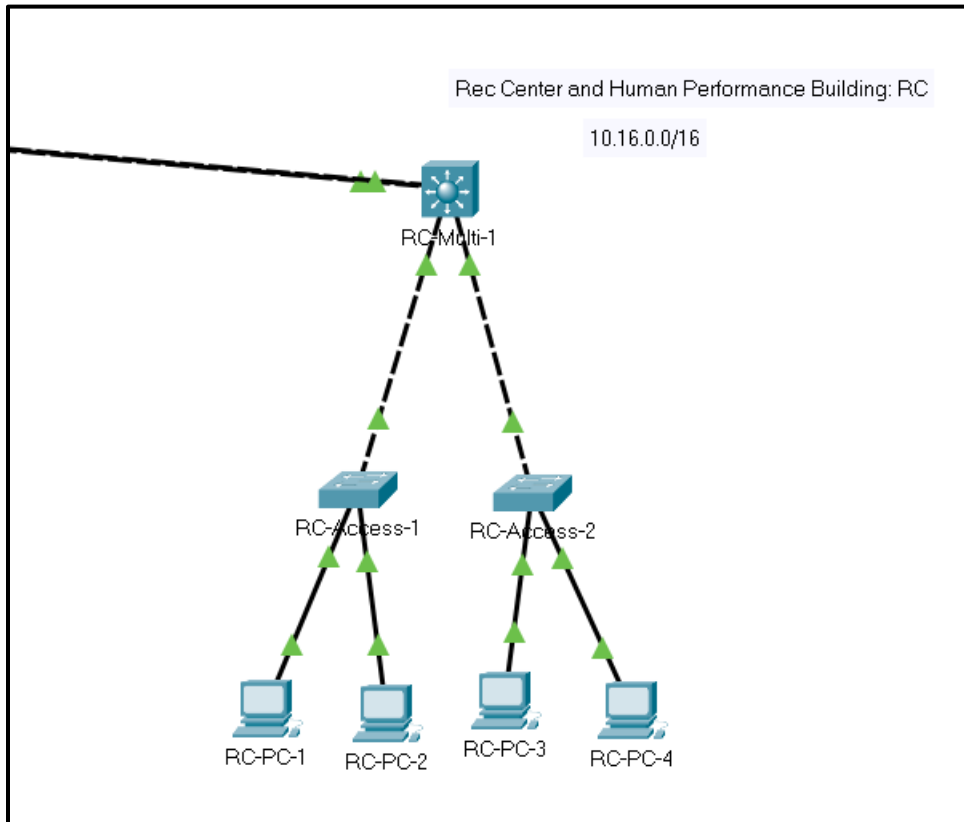 Rec Center and Human Performance Building: RC
10.16.0.0/16
RC-Multi-1
RC-Access-1
RC-Access-2
RC-PC-1
RC-PC-2
RC-PC-3
RC-PC-4